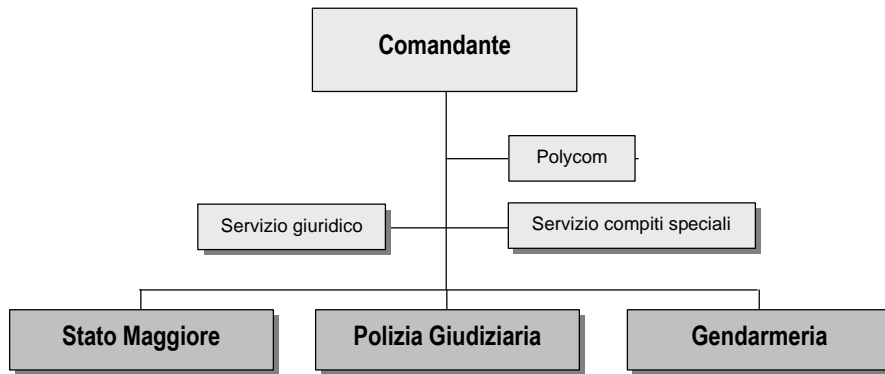 Comandante
Polycom
Servizio giuridico
Servizio compiti speciali
Stato Maggiore
Polizia Giudiziaria
Gendarmeria